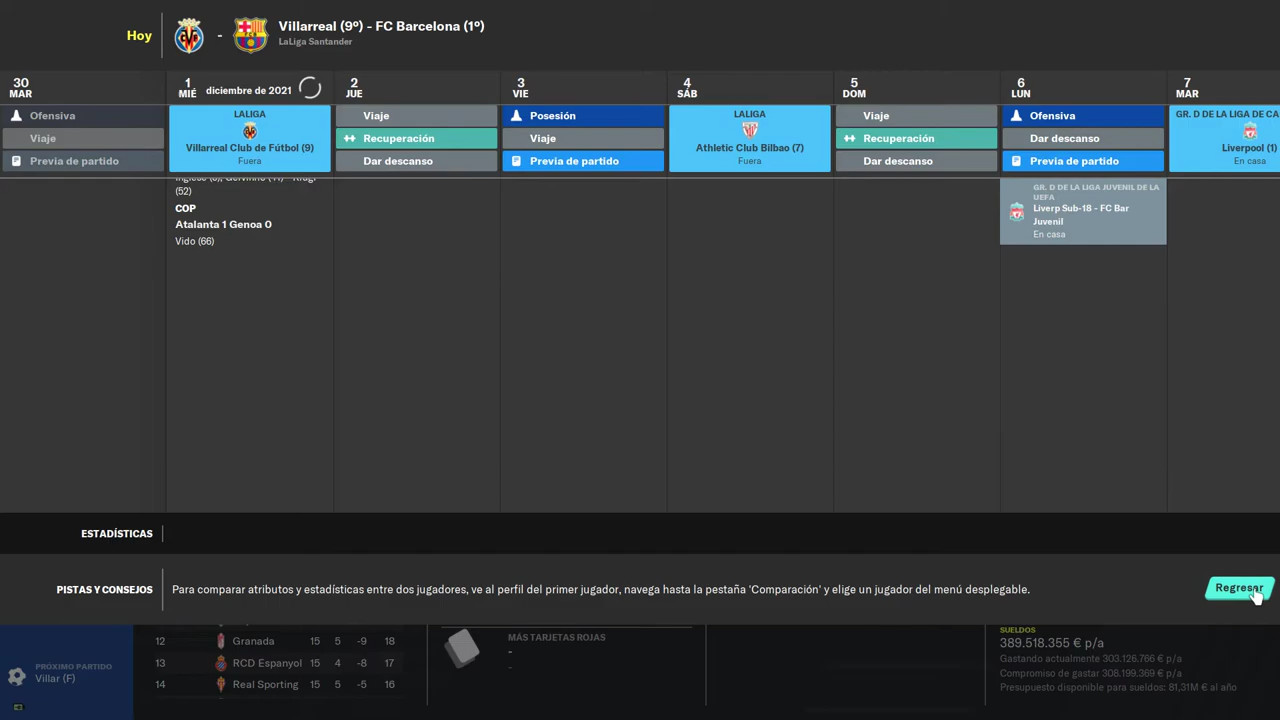 Hoy
Villarreal (9º) - FC Barcelona (1º)
LaLiga Santander
30
MAR
1
MIÉ
diciembre de 2021
2
JUE
3
VIE
4
SÁB
5
DOM
6
LUN
7
MAR
Ofensiva
Viaje
Previa de partido
LALIGA
Villarreal Club de Fútbol (9)
Fuera
Viaje
Recuperación
Dar descanso
Posesión
Viaje
Previa de partido
LALIGA
Athletic Club Bilbao (7)
Fuera
Viaje
Recuperación
Dar descanso
Ofensiva
Dar descanso
Previa de partido
GR. D DE LA LIGA DE CA
Liverpool (1)
En casa
(52)
COP
Atalanta 1 Genoa 0
Vido (66)
GR. D DE LA LIGA JUVENIL DE LA
UEFA
Liverp Sub-18 - FC Bar
Juvenil
En casa
ESTADÍSTICAS
PISTAS Y CONSEJOS
Para comparar atributos y estadísticas entre dos jugadores, ve al perfil del primer jugador, navega hasta la pestaña 'Comparación' y elige un jugador del menú desplegable.
Regresar
PRÓXIMO PARTIDO
Villar (F)
12 Granada 15 5 -9 18
13 RCD Espanyol 15 4 -8 17
14 Real Sporting 15 5 -5 16
MÁS TARJETAS ROJAS
-
-
SUELDOS
389.518.355 € p/a
Gastando actualmente 303.126.766 € p/a
Compromiso de gastar 308.199.369 € p/a
Presupuesto disponible para sueldos: 81,31M € al año